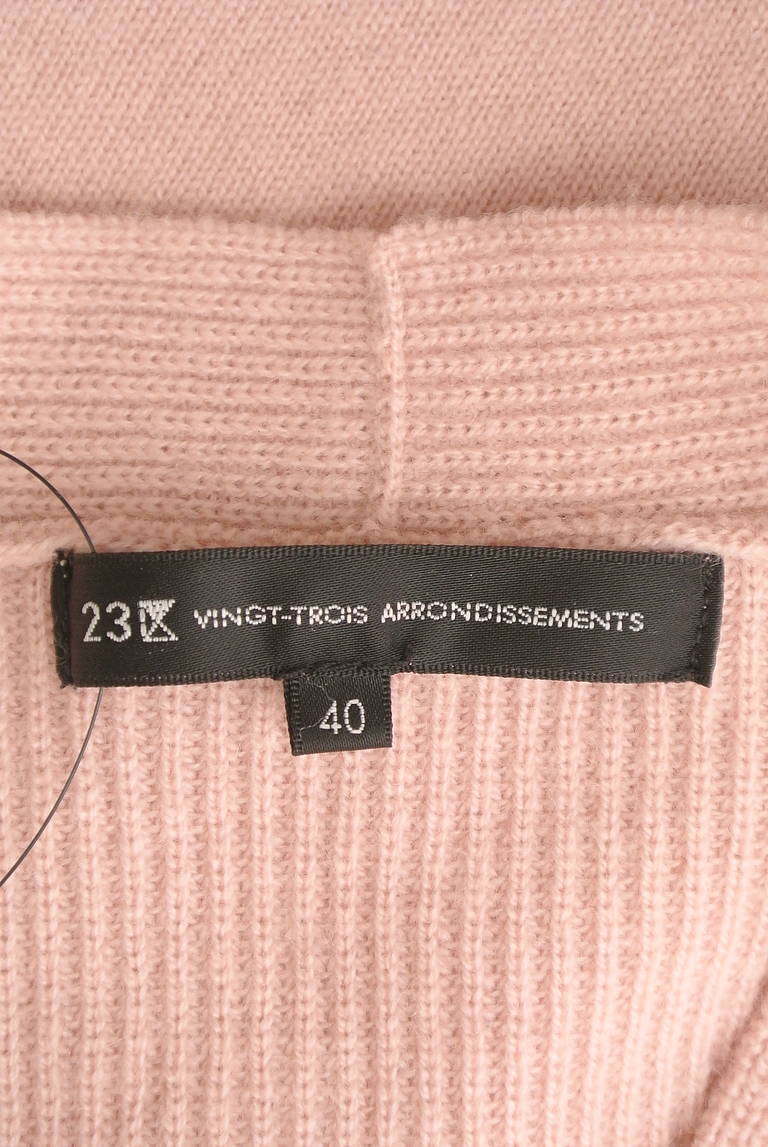 23区 VINGT-TROIS ARRONDISSEMENTS
40